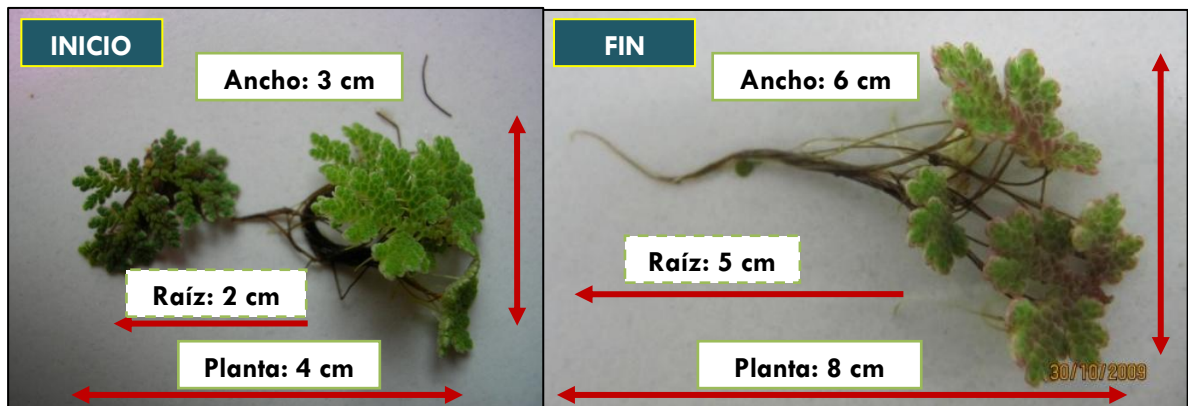 INICIO
Ancho: 3 cm
Raíz: 2 cm
Planta: 4 cm
FIN
Ancho: 6 cm
Raíz: 5 cm
Planta: 8 cm
30/10/2009